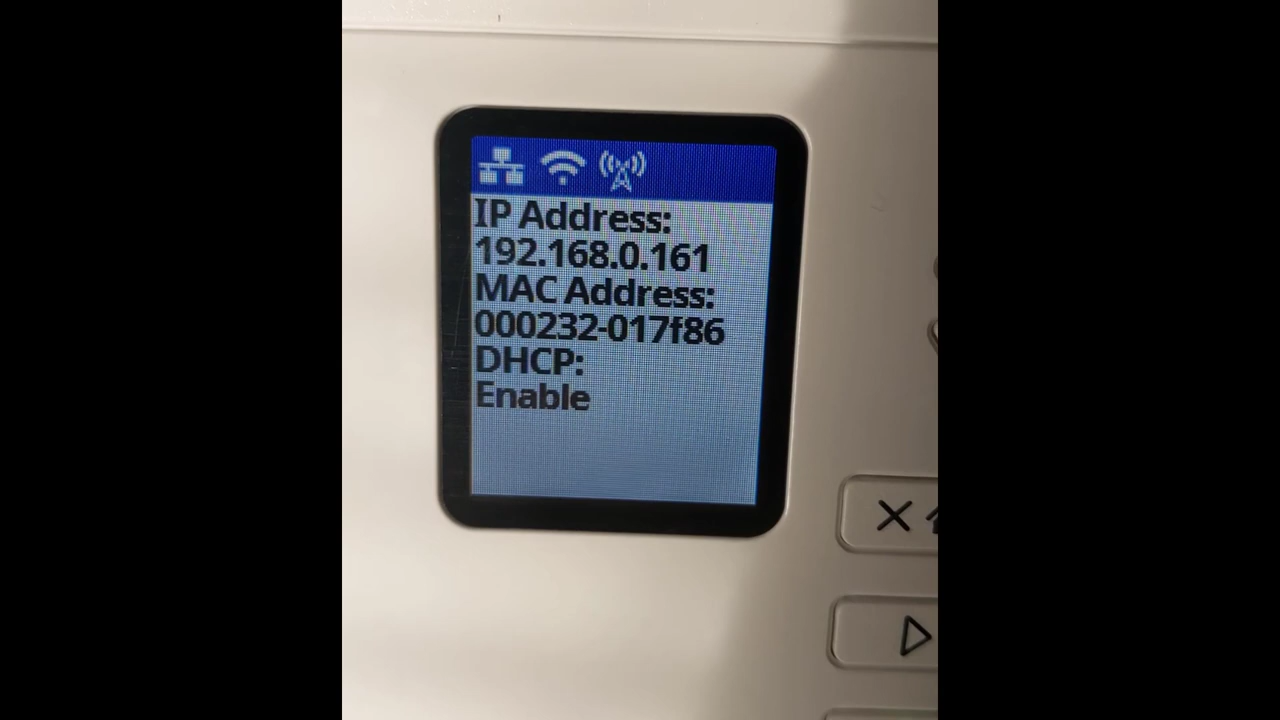 IP Address:
192.168.0.161
MAC Address:
000232-017f86
DHCP:
Enable